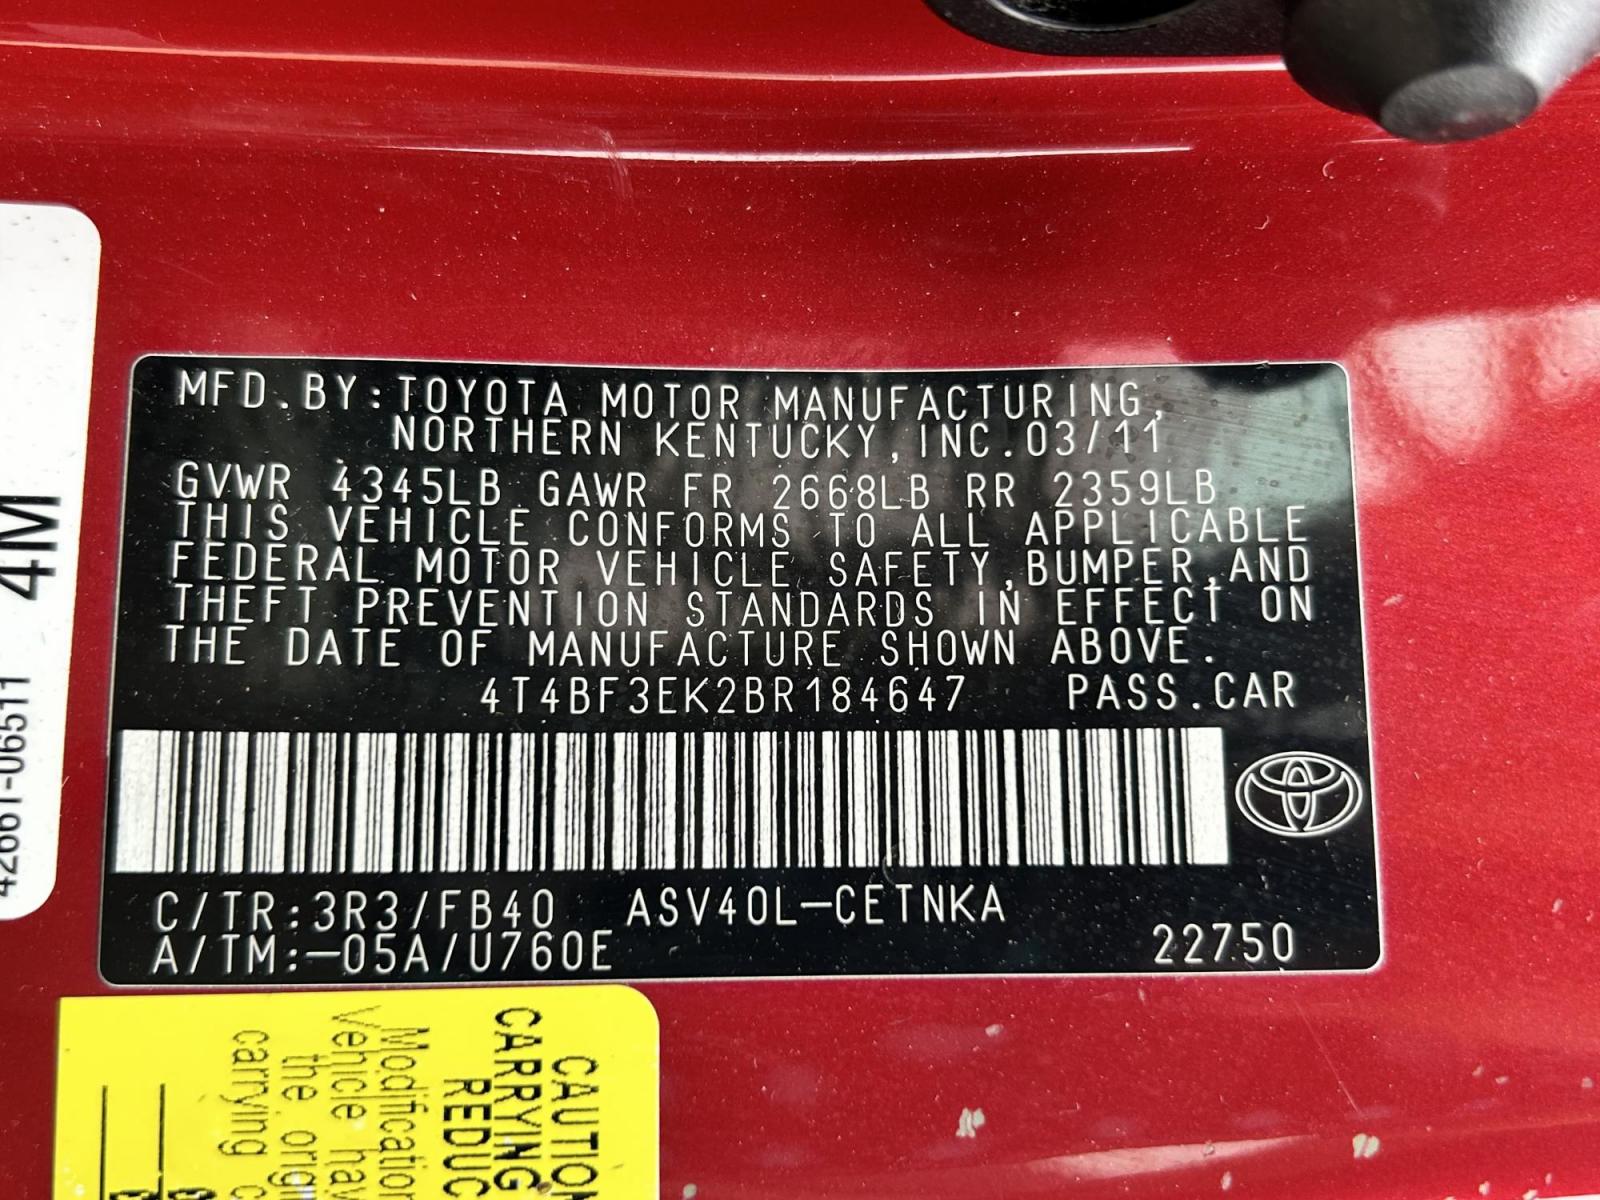 MFD.BY:TOYOTA MOTOR MANUFACTURING,
NORTHERN KENTUCKY,INC.03/11
GVWR 4345LB GAWR FR 2668LB RR 2359LB
THIS VEHICLE CONFORMS TO ALL APPLICABLE
FEDERAL MOTOR VEHICLE SAFETY,BUMPER,AND
THEFT PREVENTION STANDARDS IN EFFECT ON
THE DATE OF MANUFACTURE SHOWN ABOVE.
4T4BF3EK2BR184647 PASS.CAR
C/TR:3R3/FB40 ASV40L-CETNKA
A/TM:-05A/U760E 22750
42661-06511 4M
CAUTION
CARRYING
REDUC
Modification
vehicle hav
the origi
carrying c